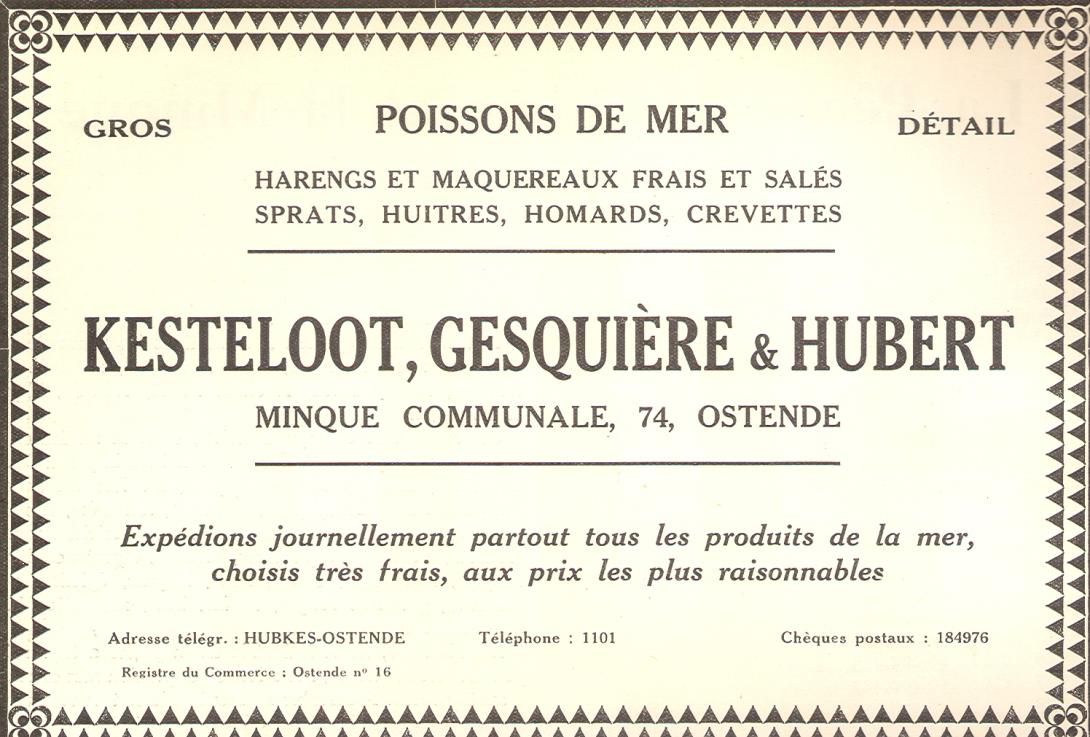 GROS POISSONS DE MER DÉTAIL
HARENGS ET MAQUEREAUX FRAIS ET SALÉS
SPRATS, HUITRES, HOMARDS, CREVETTES
KESTELOOT, GESQUIÈRE & HUBERT
MINQUE COMMUNALE, 74, OSTENDE
Expédions journellement partout tous les produits de la mer,
choisis très frais, aux prix les plus raisonnables
Adresse télégr. : HUBKES-OSTENDE Téléphone : 1101 Chèques postaux : 184976
Registre du Commerce : Ostende nº 16